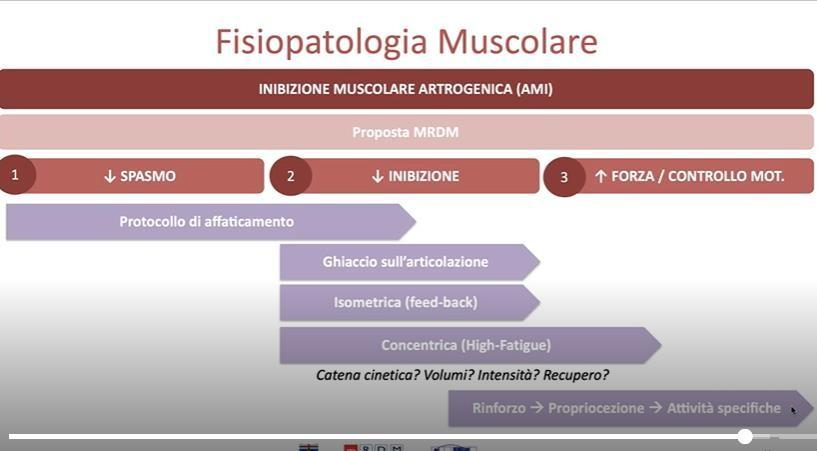 Fisiopatologia Muscolare
INIBIZIONE MUSCOLARE ARTROGENICA (AMI)
Proposta MRDM
1 ↓ SPASMO 2 ↓ INIBIZIONE 3 ↑ FORZA / CONTROLLO MOT.
Protocollo di affaticamento
Ghiaccio sull'articolazione
Isometrica (feed-back)
Concentrica (High-Fatigue)
Catena cinetica? Volumi? Intensità? Recupero?
Rinforzo → Propriocezione → Attività specifiche